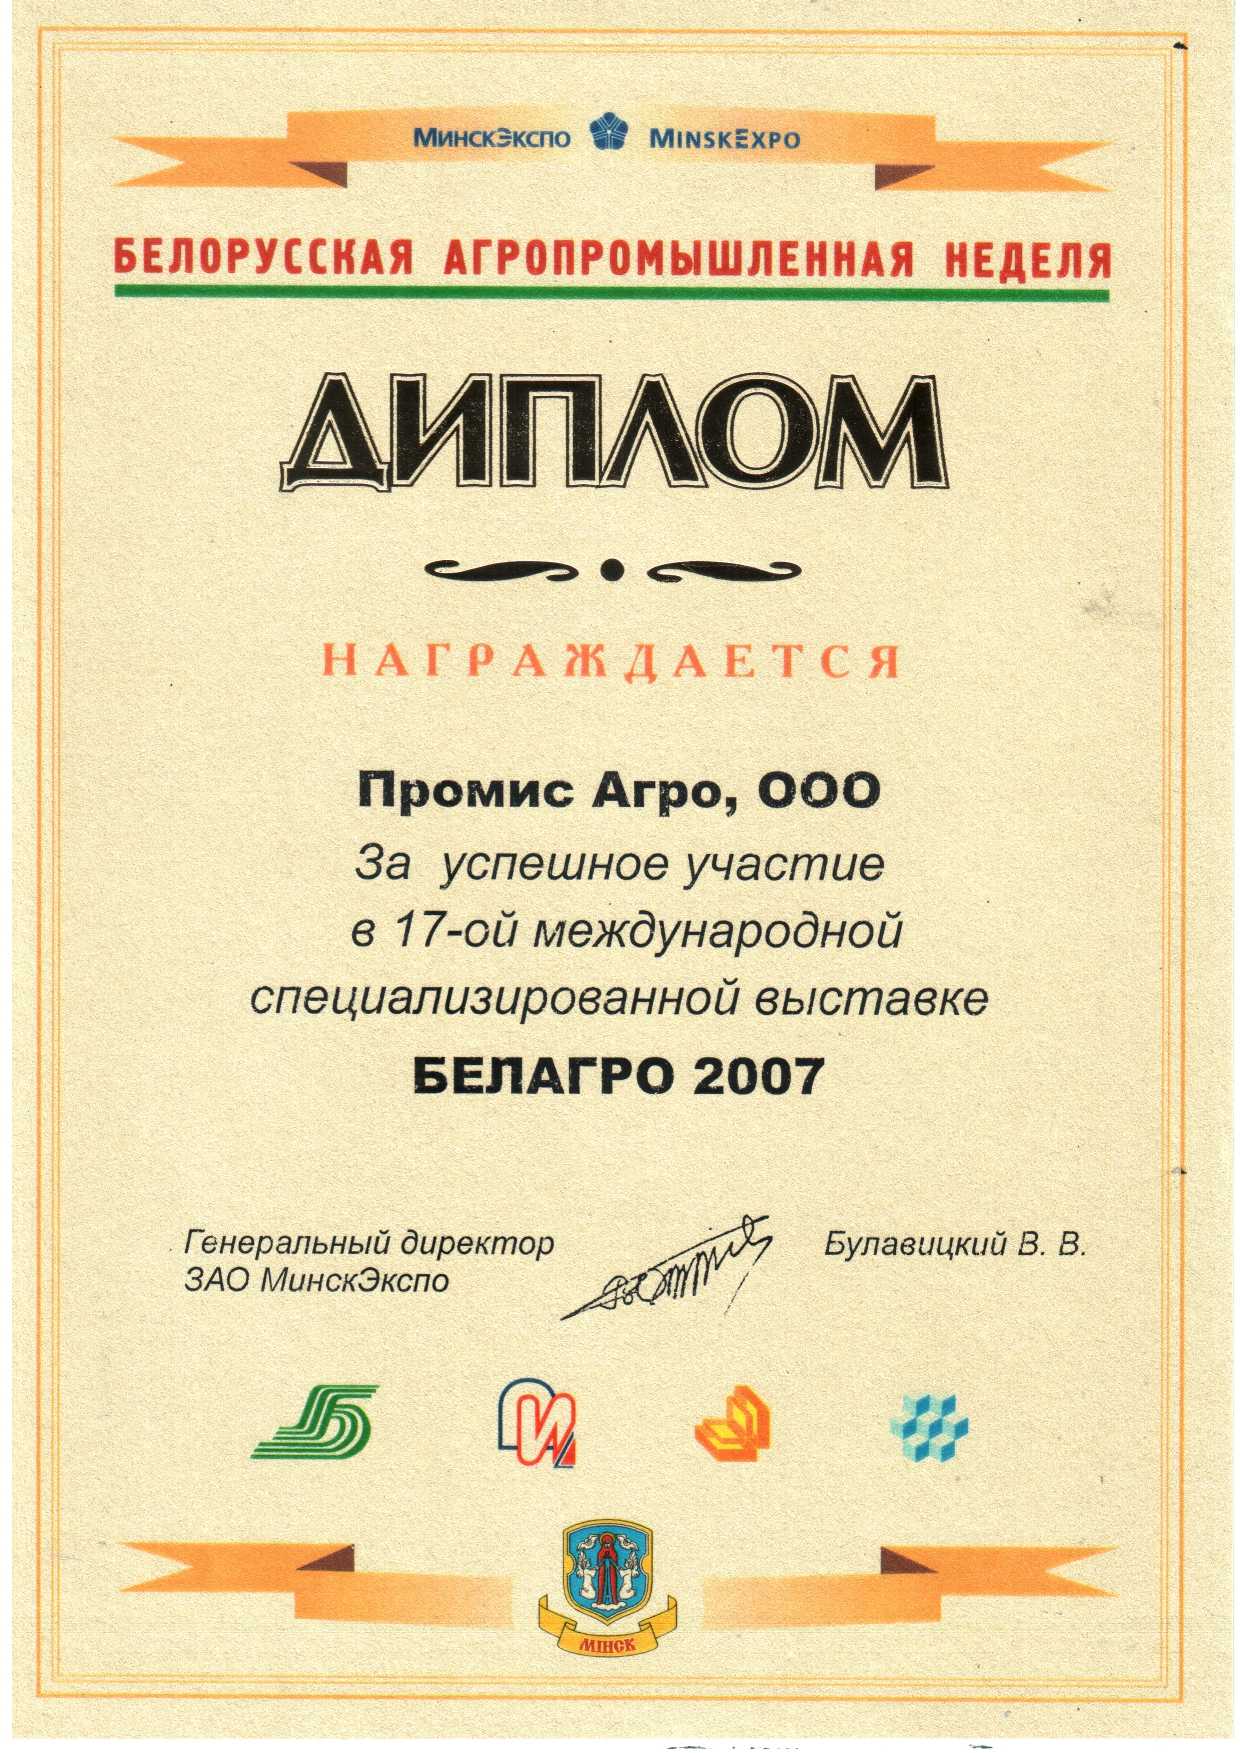 МИНСКЭКСПО MINSKEXPO
БЕЛОРУССКАЯ АГРОПРОМЫШЛЕННАЯ НЕДЕЛЯ
ДИПЛОМ
НАГРАЖДАЕТСЯ
Промис Агро, ООО
За успешное участие
в 17-ой международной
специализированной выставке
БЕЛАГРО 2007
Генеральный директор Булавицкий В. В.
ЗАО МинскЭкспо
МІНСК